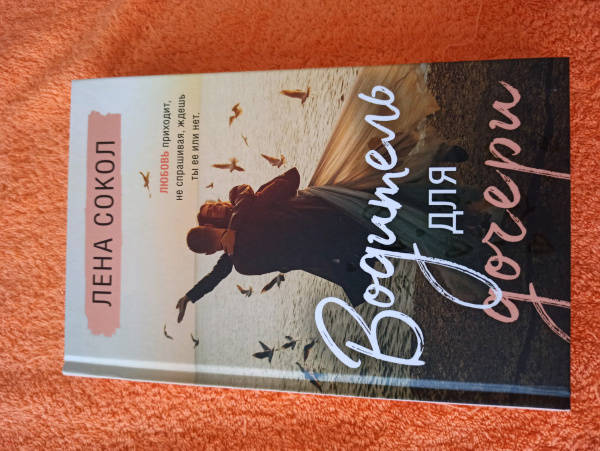 ЛЕНА СОКОЛ
ЛЮБОВЬ приходит,
не спрашивая, ждешь
ты ее или нет.
Водитель
для
дочери